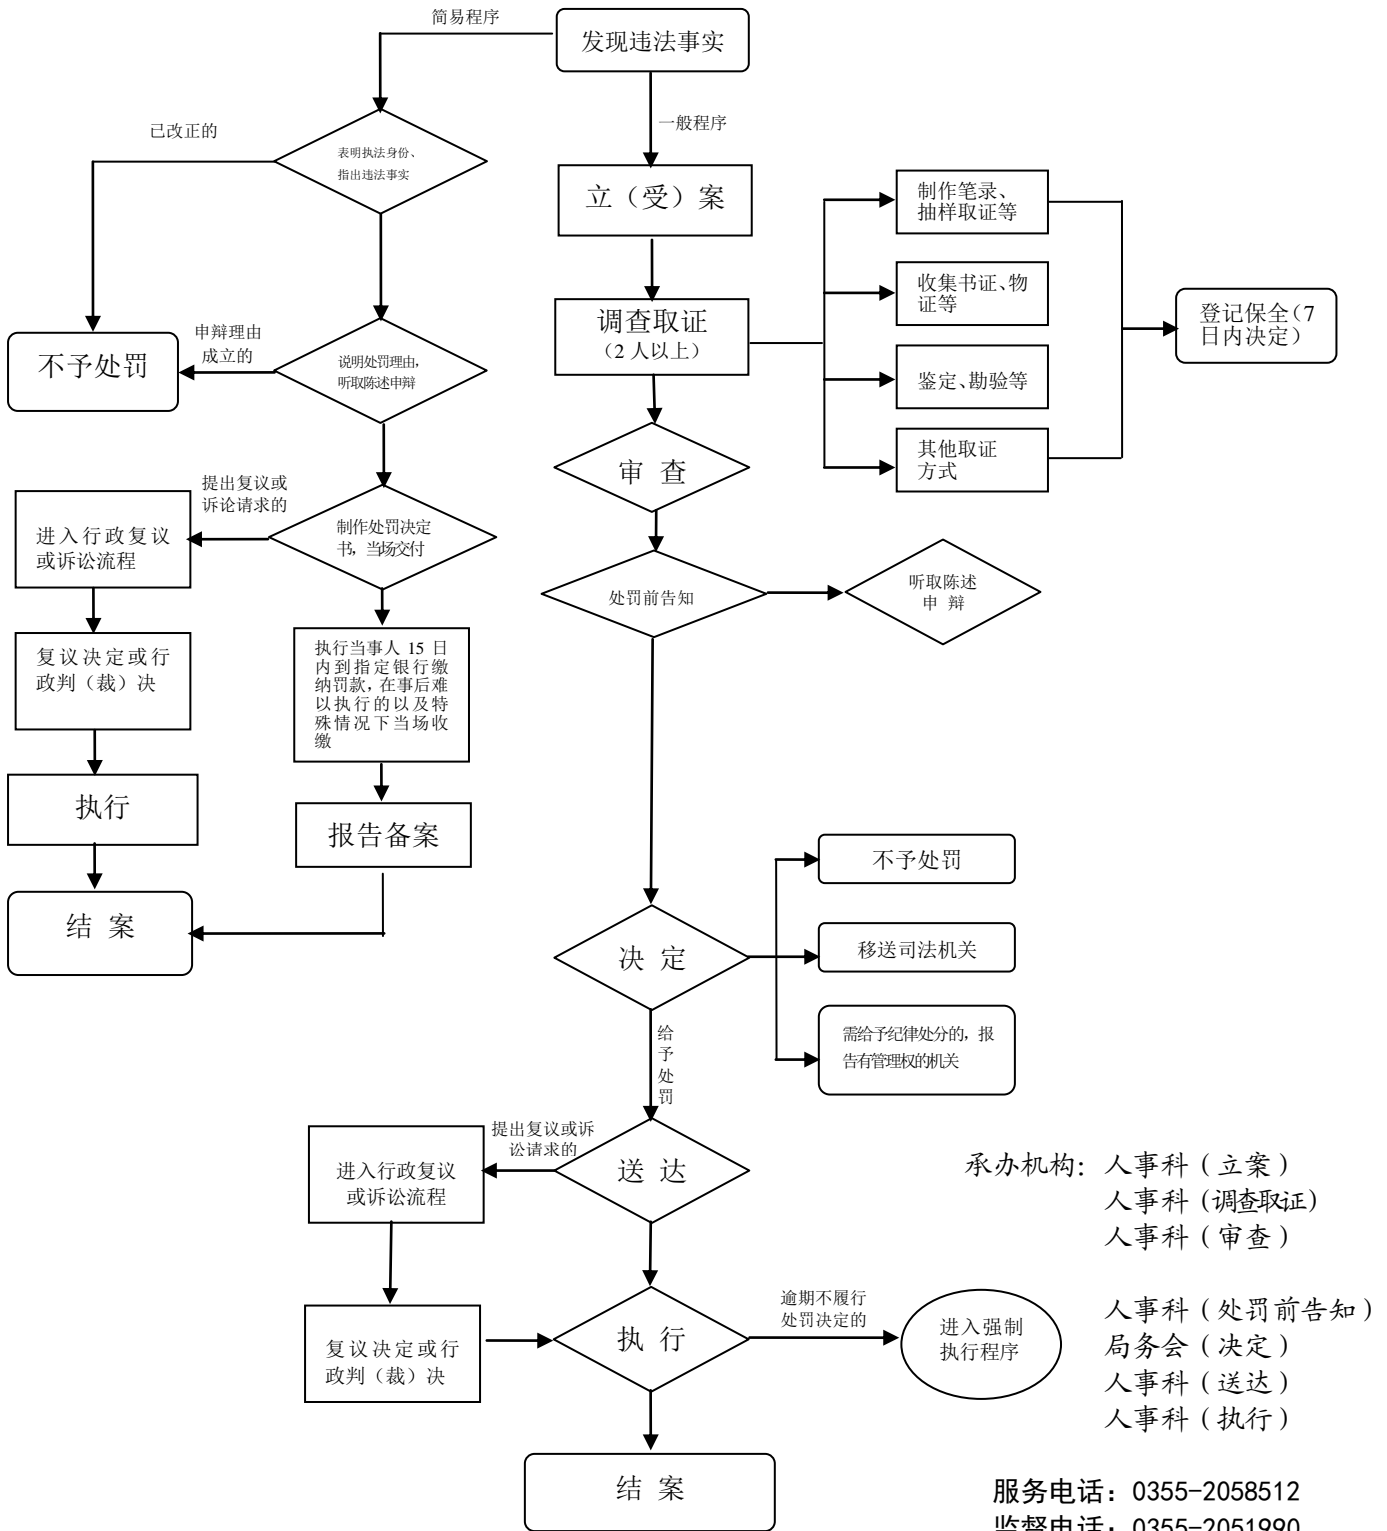 简易程序
发现违法事实
已改正的
一般程序
表明执法身份、
指出违法事实
立（受）案
制作笔录、
抽样取证等
收集书证、物
证等
登记保全（7
日内决定）
调查取证
（2 人以上）
申辩理由
成立的
不予处罚
说明处罚理由，
听取陈述申辩
鉴定、勘验等
其他取证
方式
审 查
提出复议或
诉论请求的
进入行政复议
或诉讼流程
制作处罚决定
书，当场交付
处罚前告知
听取陈述
申 辩
复议决定或行
政判（裁）决
执行当事人 15 日
内到指定银行缴
纳罚款，在事后难
以执行的以及特
殊情况下当场收
缴
执行
报告备案
结 案
不予处罚
决 定
移送司法机关
需给予纪律处分的，报
告有管理权的机关
给
予
处
罚
提出复议或诉
讼请求的
进入行政复议
或诉讼流程
送 达
承办机构：人事科（立案）
人事科（调查取证）
人事科（审查）
复议决定或行
政判（裁）决
执 行
逾期不履行
处罚决定的
进入强制
执行程序
人事科（处罚前告知）
局务会（决定）
人事科（送达）
人事科（执行）
结 案
服务电话：0355-2058512
监督电话：0355-2051990